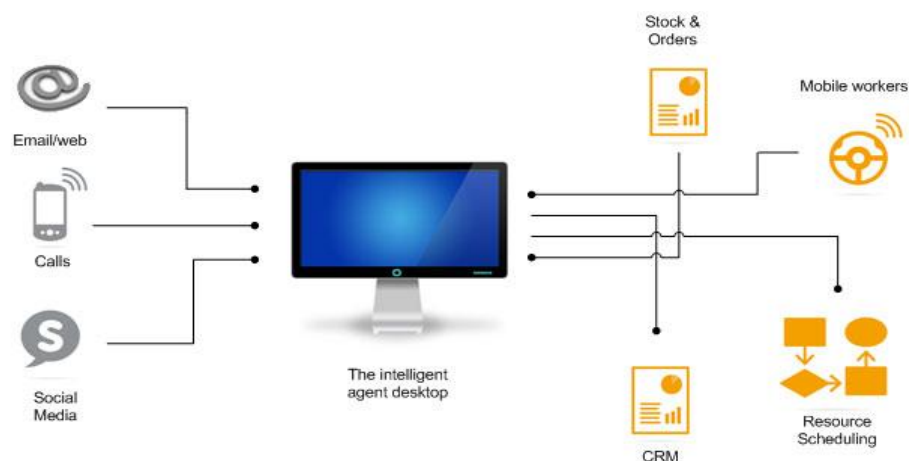 Stock &
Orders
Mobile workers
Email/web
Calls
The intelligent
agent desktop
Social
Media
Resource
Scheduling
CRM